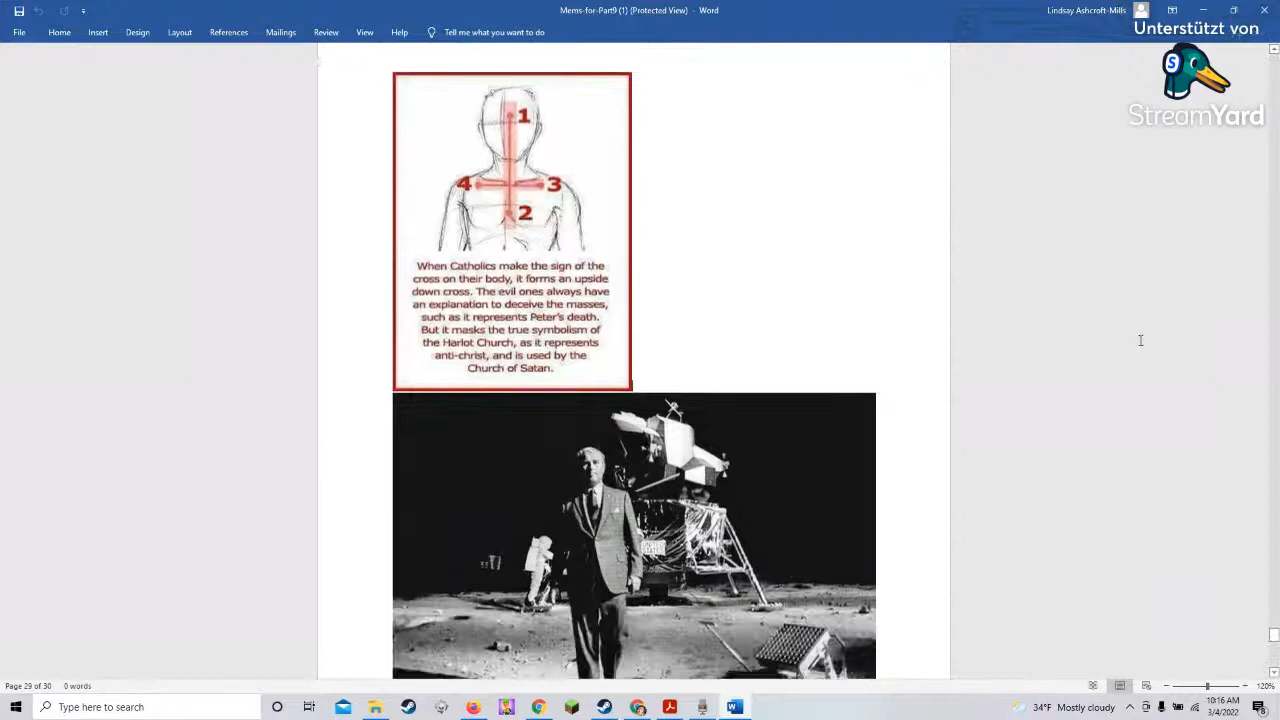 Mems-for-Part9 (1) (Protected View) - Word
Lindsay Ashcroft-Mills
File Home Insert Design Layout References Mailings Review View Help Tell me what you want to do
Unterstützt von
S
StreamYard
1
4 3
2
When Catholics make the sign of the
cross on their body, it forms an upside
down cross. The evil ones always have
an explanation to deceive the masses,
such as it represents Peter's death.
But it masks the true symbolism of
the Harlot Church, as it represents
anti-christ, and is used by the
Church of Satan.
UNITED
STATES
Page 29 of 30 0 words
120%
Type here to search
34°F Mostly cloudy
9:16 AM
3/4/2022